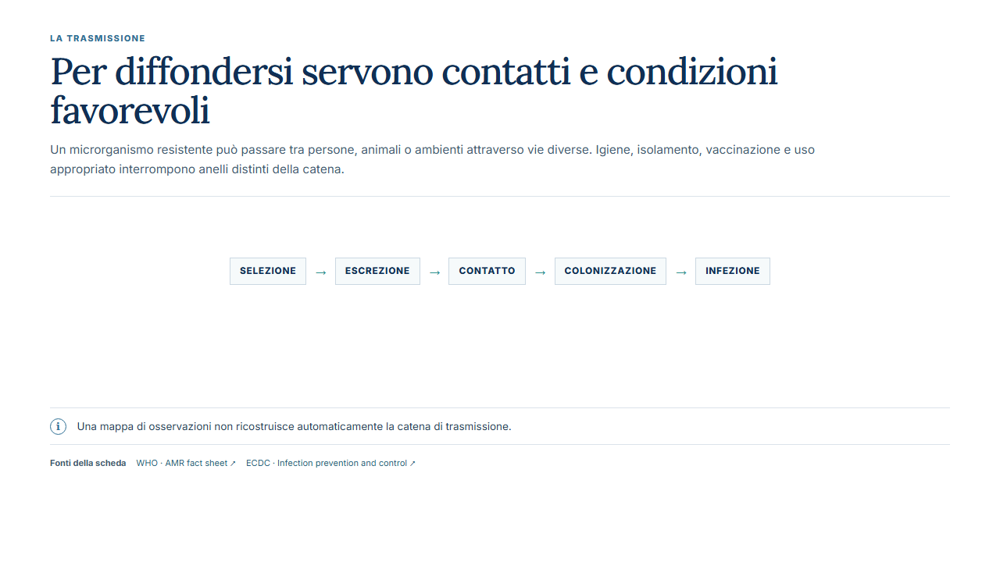 LA TRASMISSIONE
Per diffondersi servono contatti e condizioni
favorevoli
Un microrganismo resistente può passare tra persone, animali o ambienti attraverso vie diverse. Igiene, isolamento, vaccinazione e uso
appropriato interrompono anelli distinti della catena.
SELEZIONE → ESCREZIONE → CONTATTO → COLONIZZAZIONE → INFEZIONE
i Una mappa di osservazioni non ricostruisce automaticamente la catena di trasmissione.
Fonti della scheda WHO · AMR fact sheet ↗ ECDC · Infection prevention and control ↗